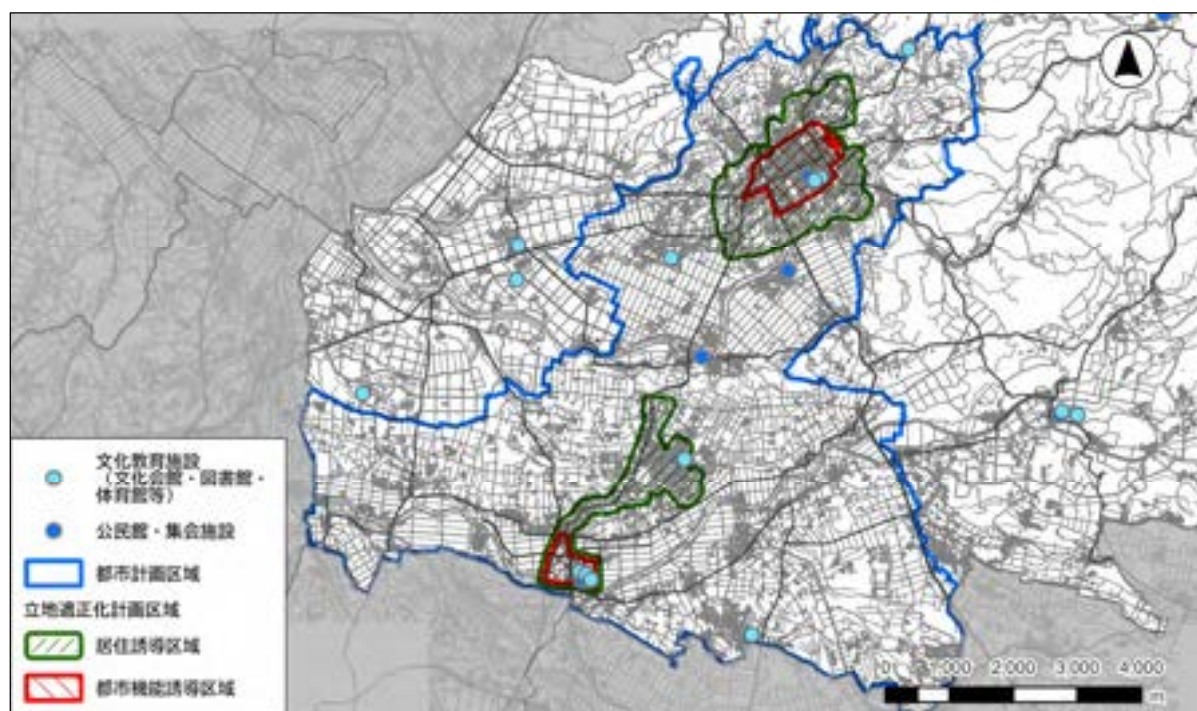 文化教育施設
（文化会館・図書館・
体育館等）
公民館・集会施設
都市計画区域
立地適正化計画区域
居住誘導区域
都市機能誘導区域
0 1,000 2,000 3,000 4,000
m